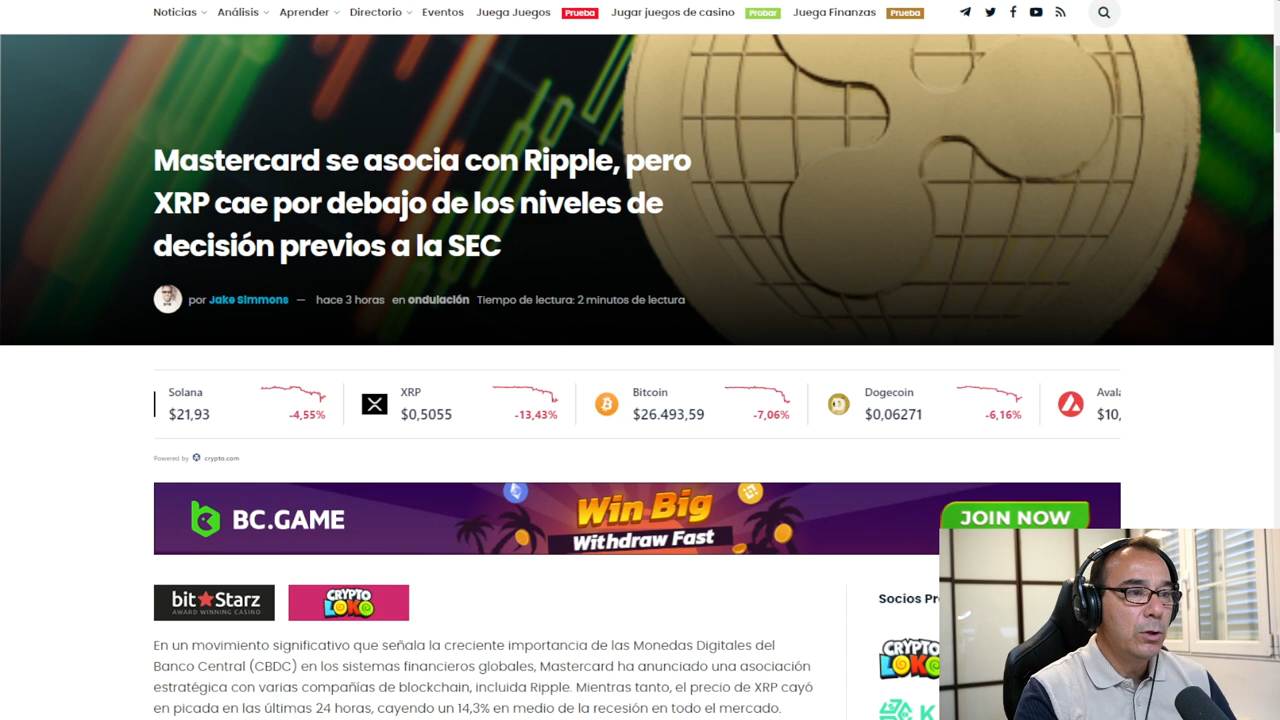 Noticias Análisis Aprender Directorio Eventos Juega Juegos Prueba Jugar juegos de casino Probar Juega Finanzas Prueba
Mastercard se asocia con Ripple, pero
XRP cae por debajo de los niveles de
decisión previos a la SEC
por Jake Simmons — hace 3 horas en ondulación Tiempo de lectura: 2 minutos de lectura
Solana
$21,93 -4,55%
XRP
$0,5055 -13,43%
Bitcoin
$26.493,59 -7,06%
Dogecoin
$0,06271 -6,16%
Avala
$10,
Powered by crypto.com
BC.GAME
Win Big
Withdraw Fast
JOIN NOW
bit★Starz
AWARD WINNING CASINO
CRYPTO
LOKO
Socios Pr
CRYPTO
LOKO
K
En un movimiento significativo que señala la creciente importancia de las Monedas Digitales del
Banco Central (CBDC) en los sistemas financieros globales, Mastercard ha anunciado una asociación
estratégica con varias compañías de blockchain, incluida Ripple. Mientras tanto, el precio de XRP cayó
en picada en las últimas 24 horas, cayendo un 14,3% en medio de la recesión en todo el mercado.